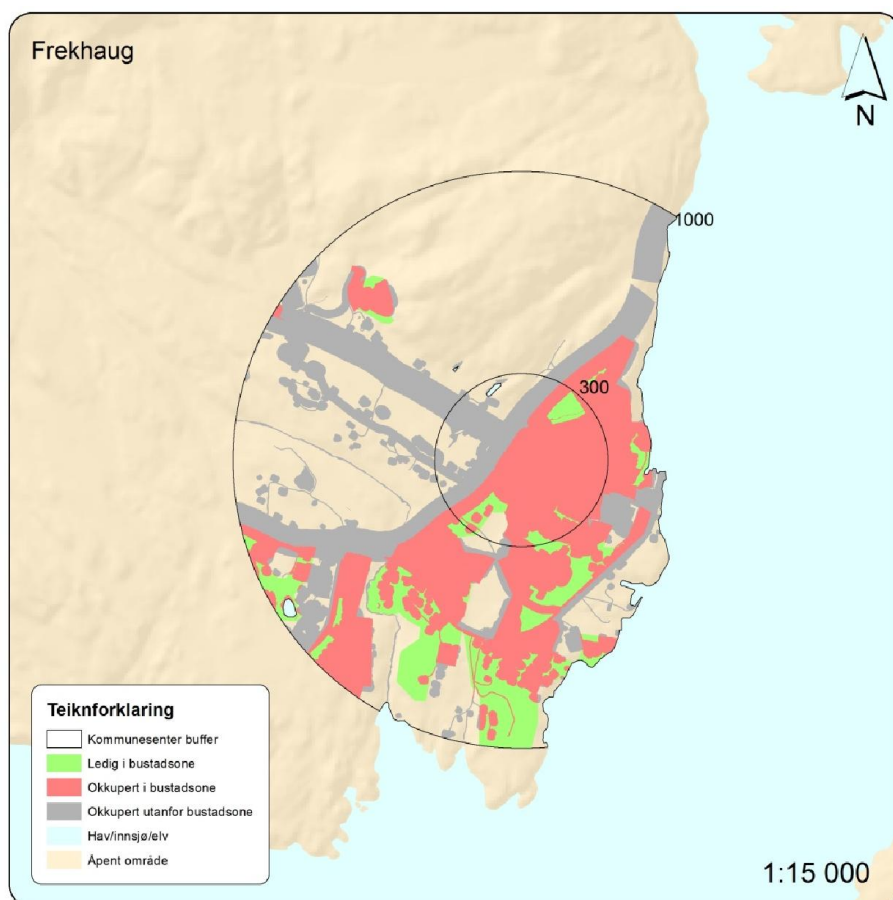 Frekhaug
N
1000
300
Teiknforklaring
Kommunesenter buffer
Ledig i bustadsone
Okkupert i bustadsone
Okkupert utanfor bustadsone
Hav/innsjø/elv
Åpent område
1:15 000